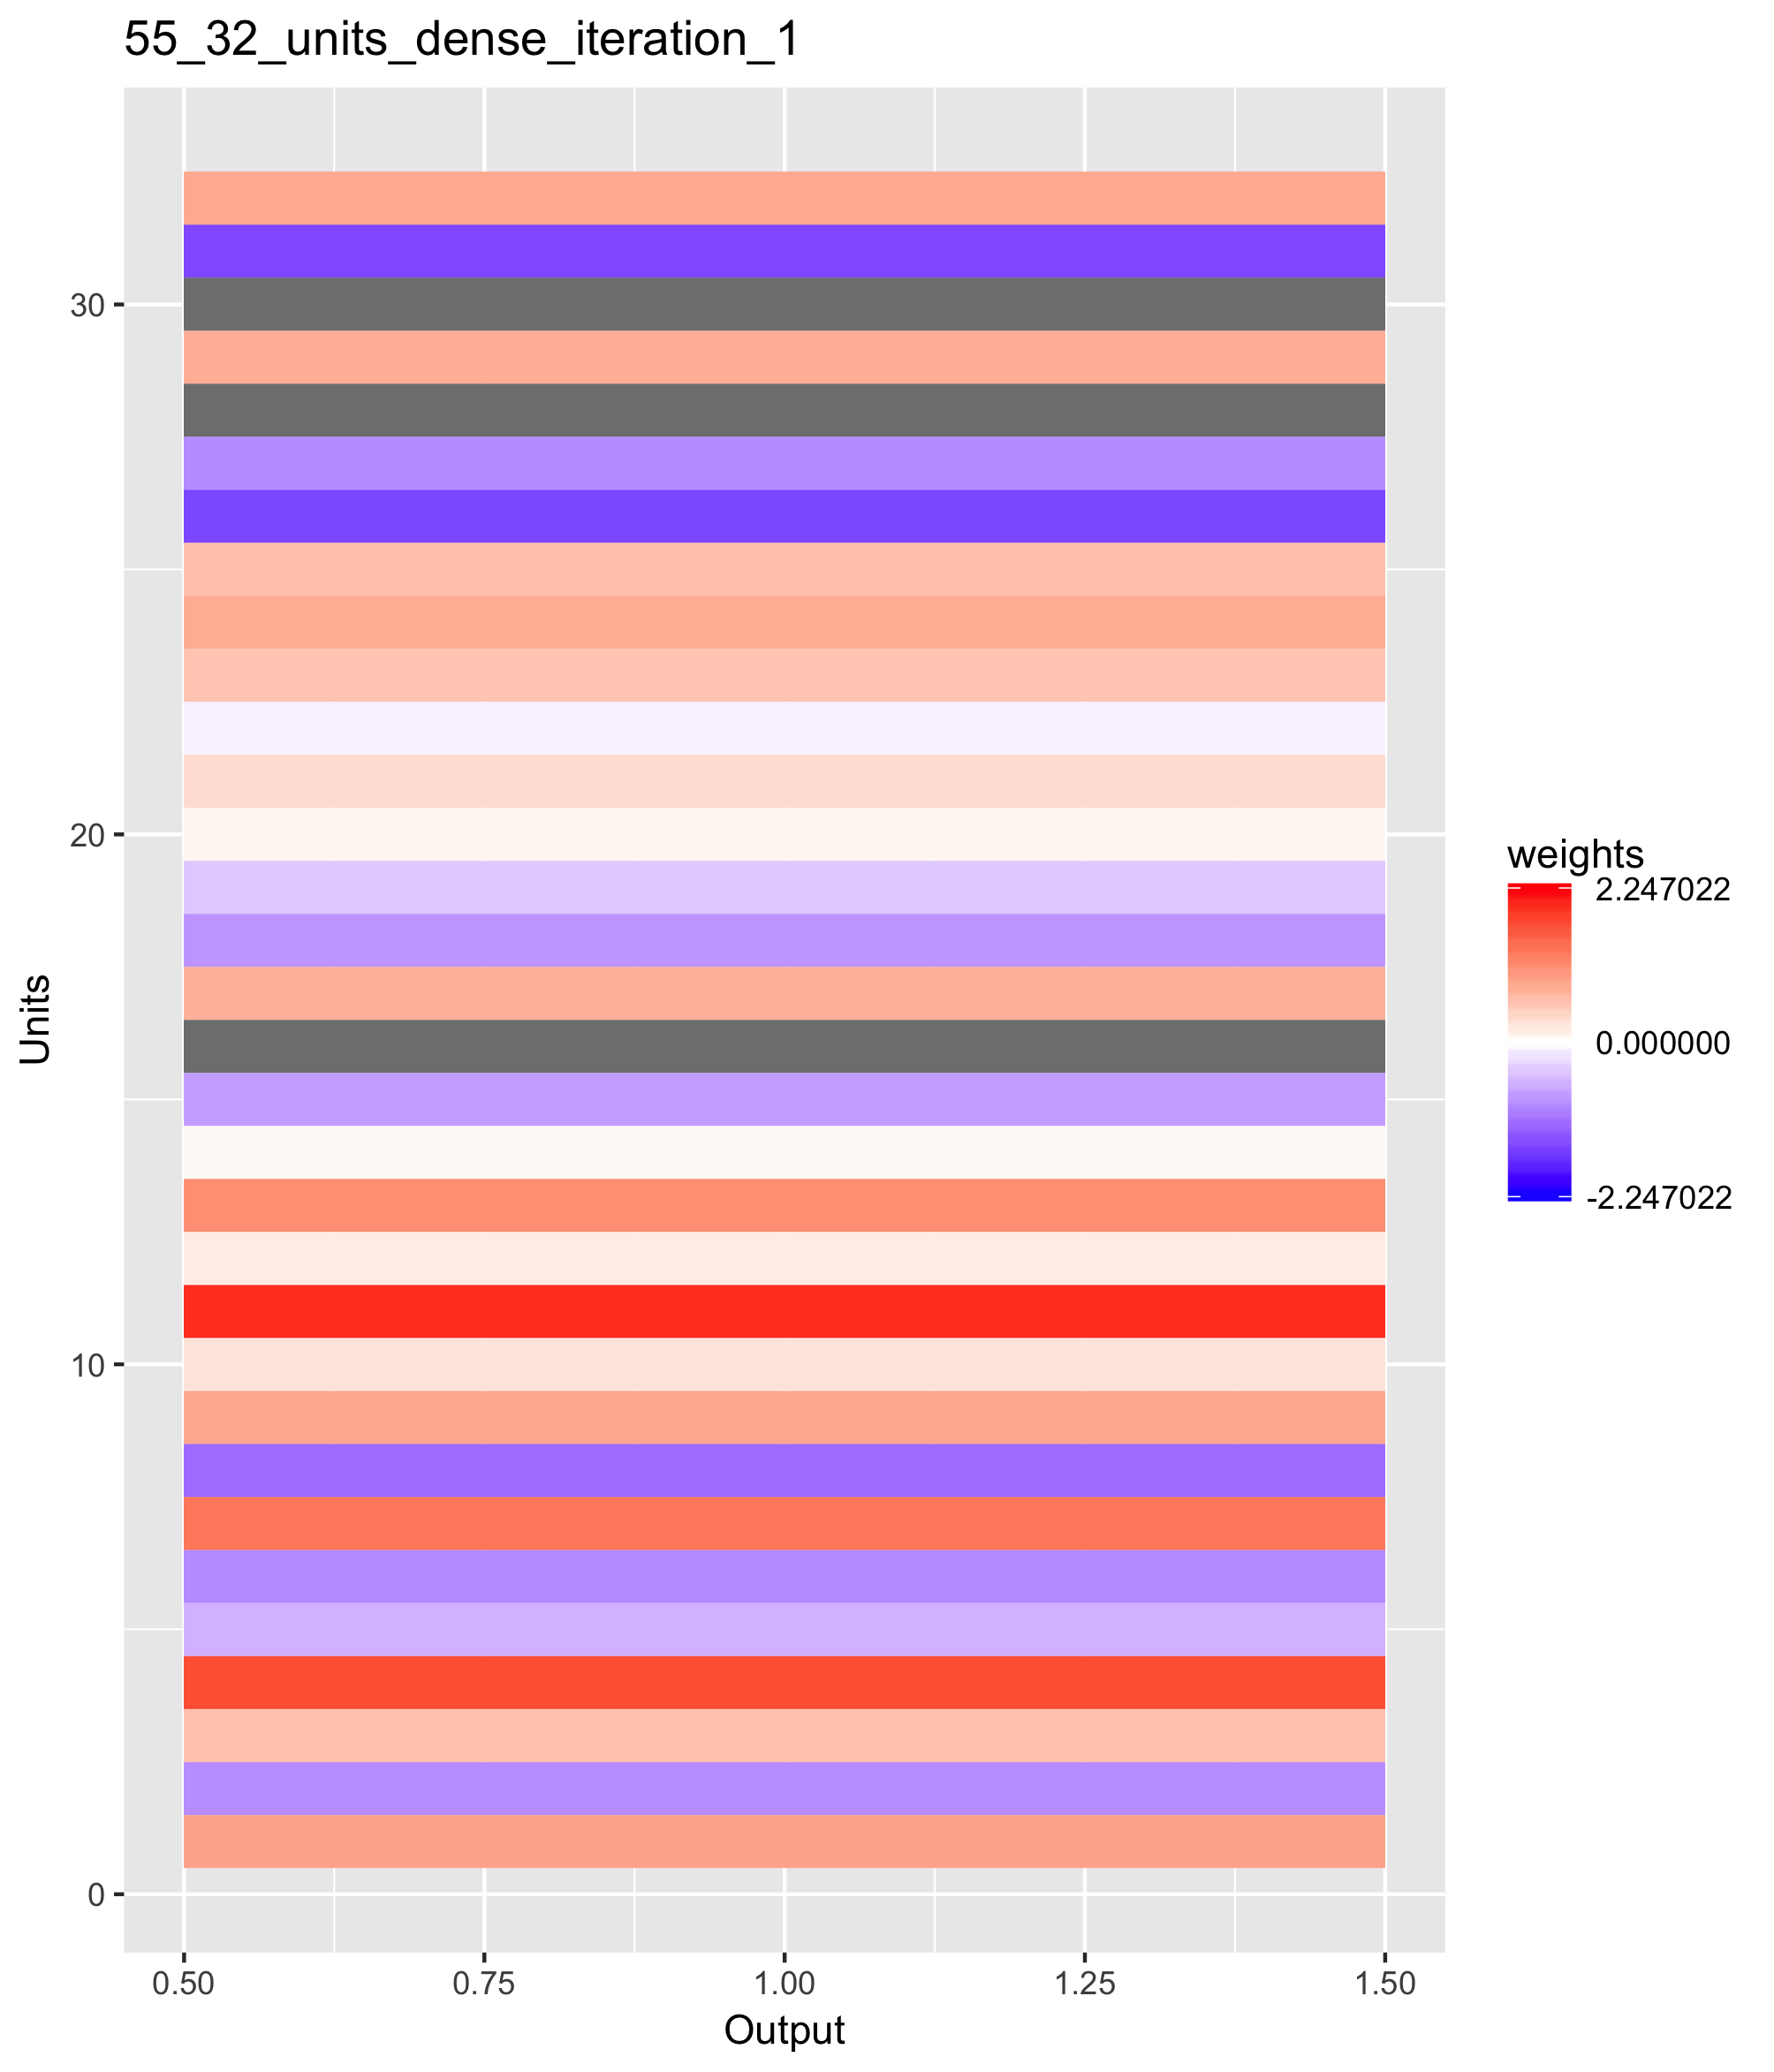 55_32_units_dense_iteration_1
30
20
10
0
Units
0.50 0.75 1.00 1.25 1.50
Output
weights
2.247022
0.000000
-2.247022